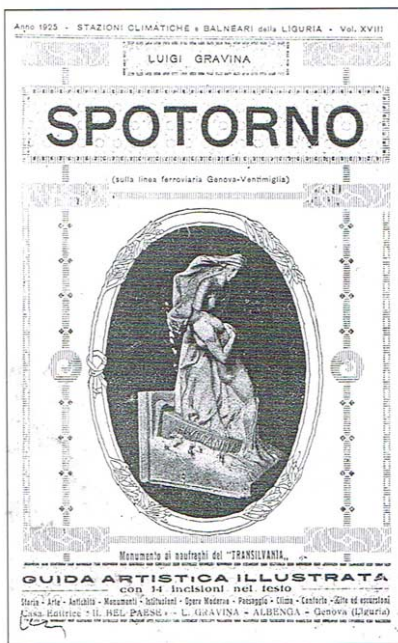 Anno 1925 - STAZIONI CLIMATICHE e BALNEARI della LIGURIA - Vol. XVIII
LUIGI GRAVINA
SPOTORNO
(sulla linea ferroviaria Genova-Ventimiglia)
Monumento ai naufraghi del "TRANSILVANIA„
GUIDA ARTISTICA ILLUSTRATA
con 14 incisioni nel testo
Storia - Arte - Antichità - Monumenti - Istituzioni - Opere Moderne - Paesaggio - Clima - Conforto - Gite ed escursioni
Casa Editrice "IL BEL PAESE" - L. GRAVINA - ALBENGA - Genova (Liguria)